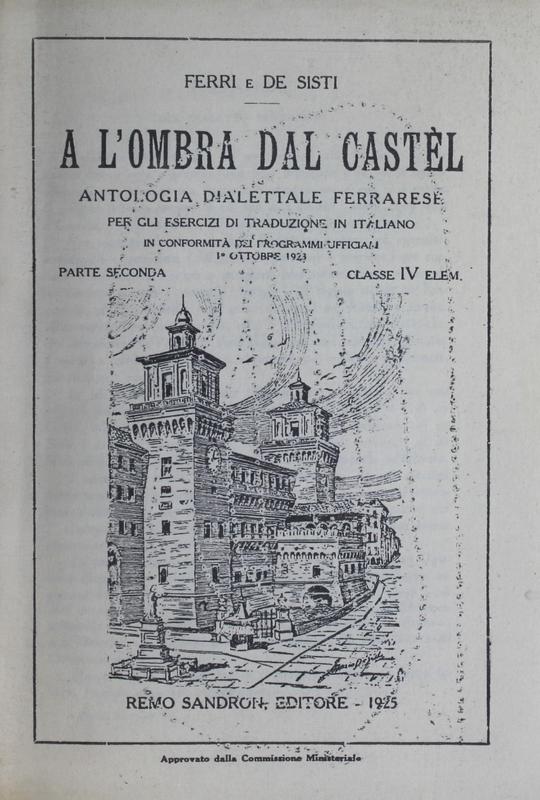 FERRI E DE SISTI
A L'OMBRA DAL CASTÈL
ANTOLOGIA DIALETTALE FERRARESE
PER GLI ESERCIZI DI TRADUZIONE IN ITALIANO
IN CONFORMITÀ DEI PROGRAMMI UFFICIALI
1º OTTOBRE 1923
PARTE SECONDA
CLASSE IV ELEM.
REMO SANDRON, EDITORE - 1925
Approvato dalla Commissione Ministeriale